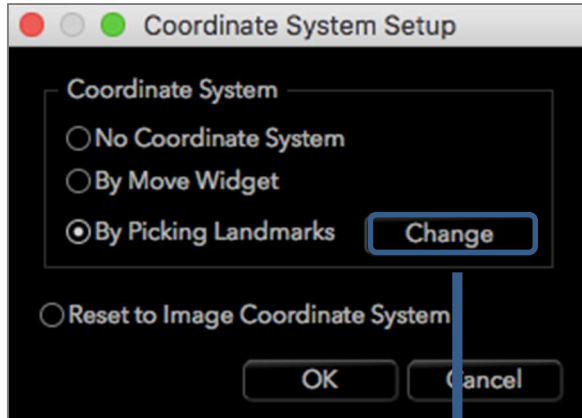 Coordinate System Setup
Coordinate System
No Coordinate System
By Move Widget
By Picking Landmarks Change
Reset to Image Coordinate System
OK Cancel